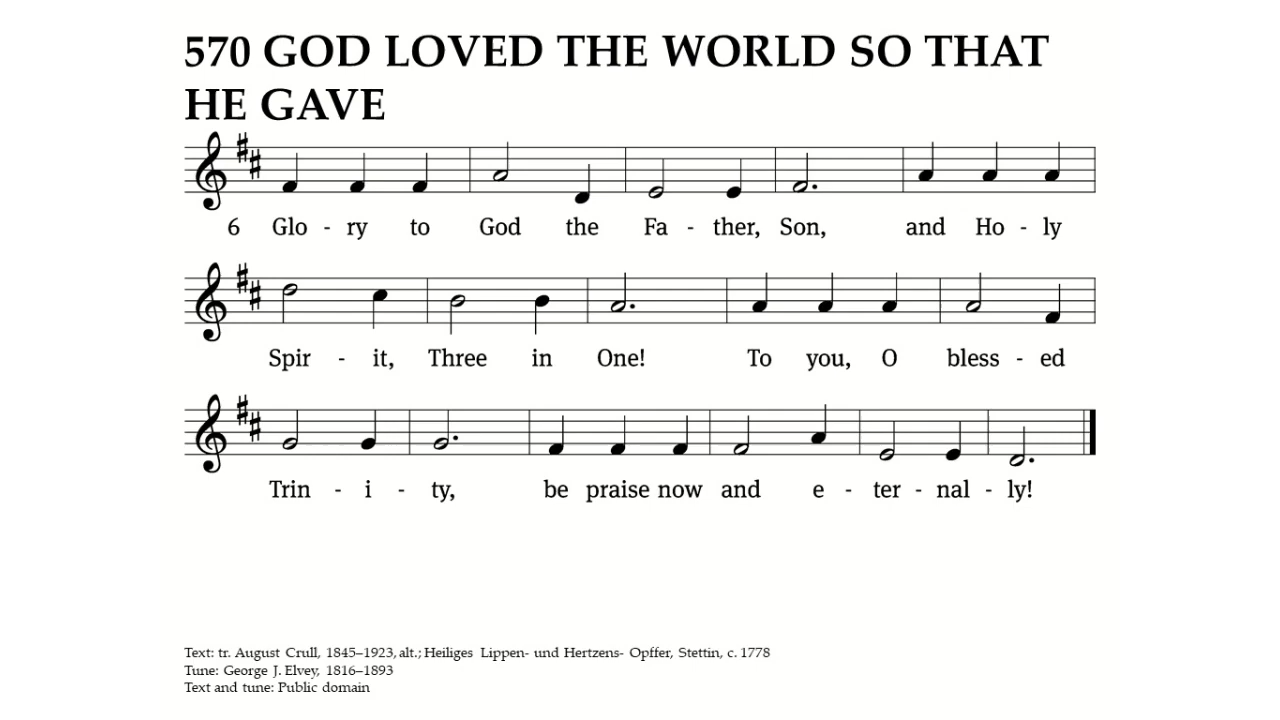 570 GOD LOVED THE WORLD SO THAT
HE GAVE
6 Glo - ry to God the Fa - ther, Son, and Ho - ly
Spir - it, Three in One! To you, O bless - ed
Trin - i - ty, be praise now and e - ter - nal - ly!
Text: tr. August Crull, 1845–1923, alt.; Heiliges Lippen- und Hertzens- Opffer, Stettin, c. 1778
Tune: George J. Elvey, 1816–1893
Text and tune: Public domain